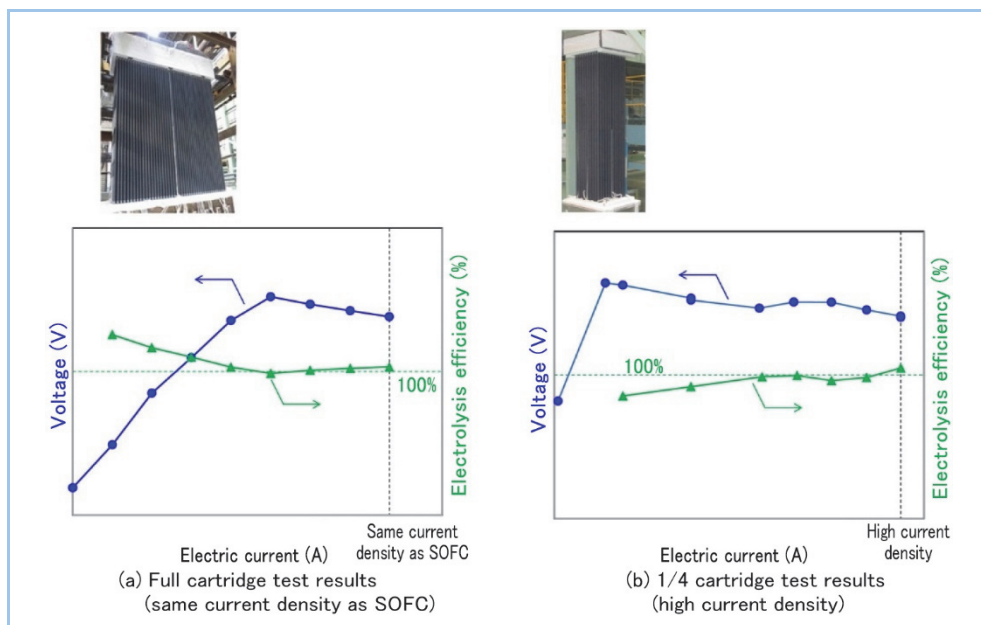 Voltage (V)
100%
Electrolysis efficiency (%)
Same current
density as SOFC
Electric current (A)
(a) Full cartridge test results
(same current density as SOFC)
Voltage (V)
100%
Electrolysis efficiency (%)
High current
density
Electric current (A)
(b) 1/4 cartridge test results
(high current density)